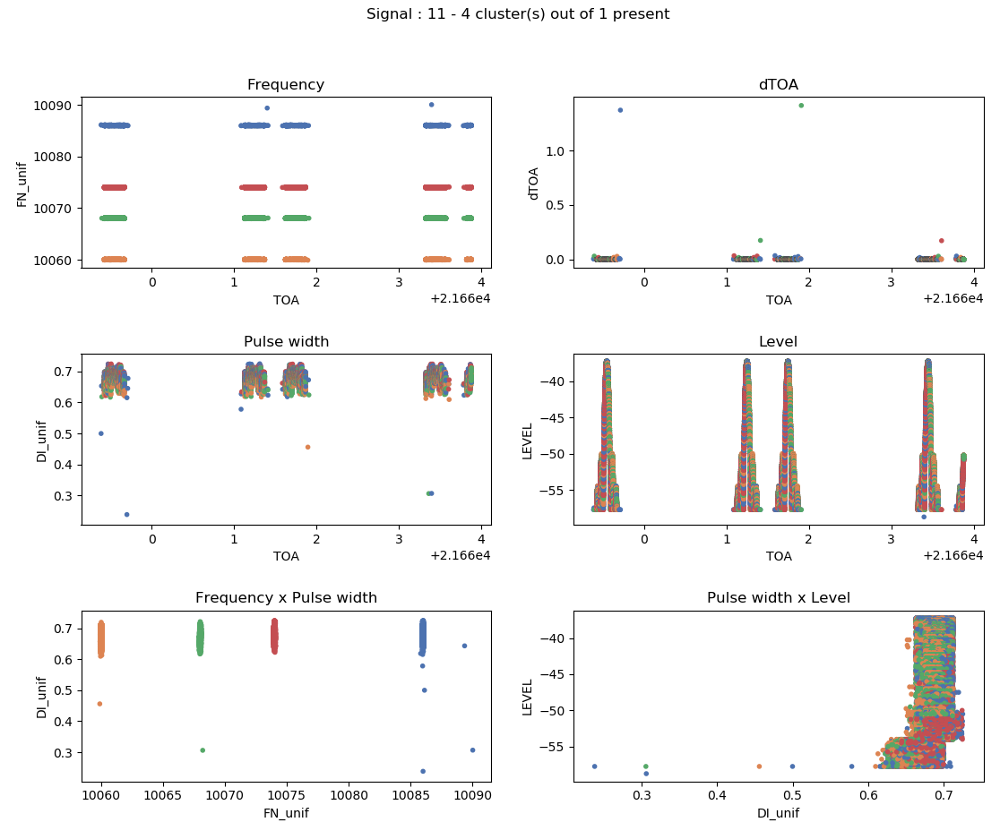 Signal : 11 - 4 cluster(s) out of 1 present
Frequency
FN_unif
10090
10080
10070
10060
0 1 2 3 4
TOA
+2.166e4
dTOA
dTOA
1.0
0.5
0.0
0 1 2 3 4
TOA
+2.166e4
Pulse width
DI_unif
0.7
0.6
0.5
0.4
0.3
0 1 2 3 4
TOA
+2.166e4
Level
LEVEL
−40
−45
−50
−55
0 1 2 3 4
TOA
+2.166e4
Frequency x Pulse width
DI_unif
0.7
0.6
0.5
0.4
0.3
10060 10065 10070 10075 10080 10085 10090
FN_unif
Pulse width x Level
LEVEL
−40
−45
−50
−55
0.3 0.4 0.5 0.6 0.7
DI_unif